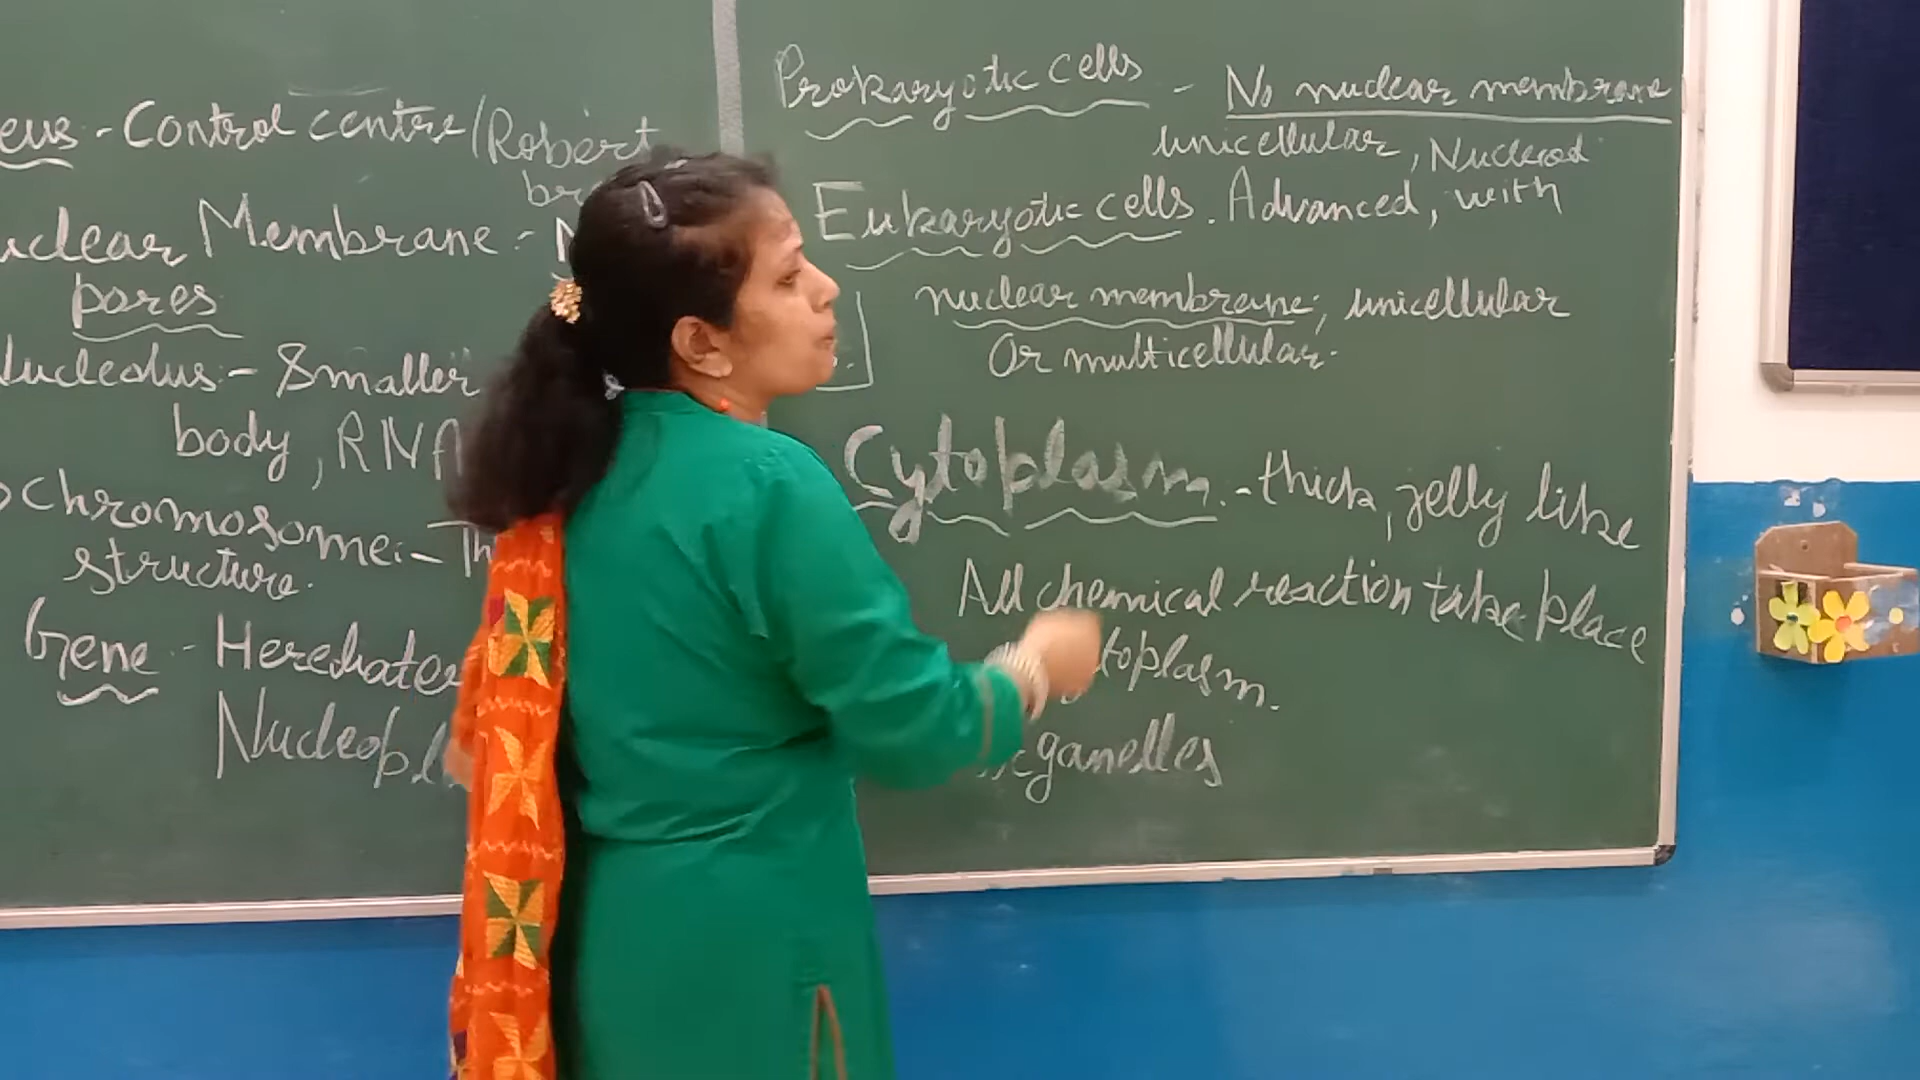 eus - Control centre / Robert
br
uclear Membrane - N
pores
Nucleolus - Smaller
body, RNA
chromosome - Th
structure.
Gene - Heredi
Nucleopl
Prokaryotic cells - No nuclear membrane
unicellular, Nucleoid
Eukaryotic cells. Advanced, with
nuclear membrane, unicellular
Or multicellular.
Cytoplasm. - thick, jelly like
All chemical reaction take place
toplasm.
ganelles